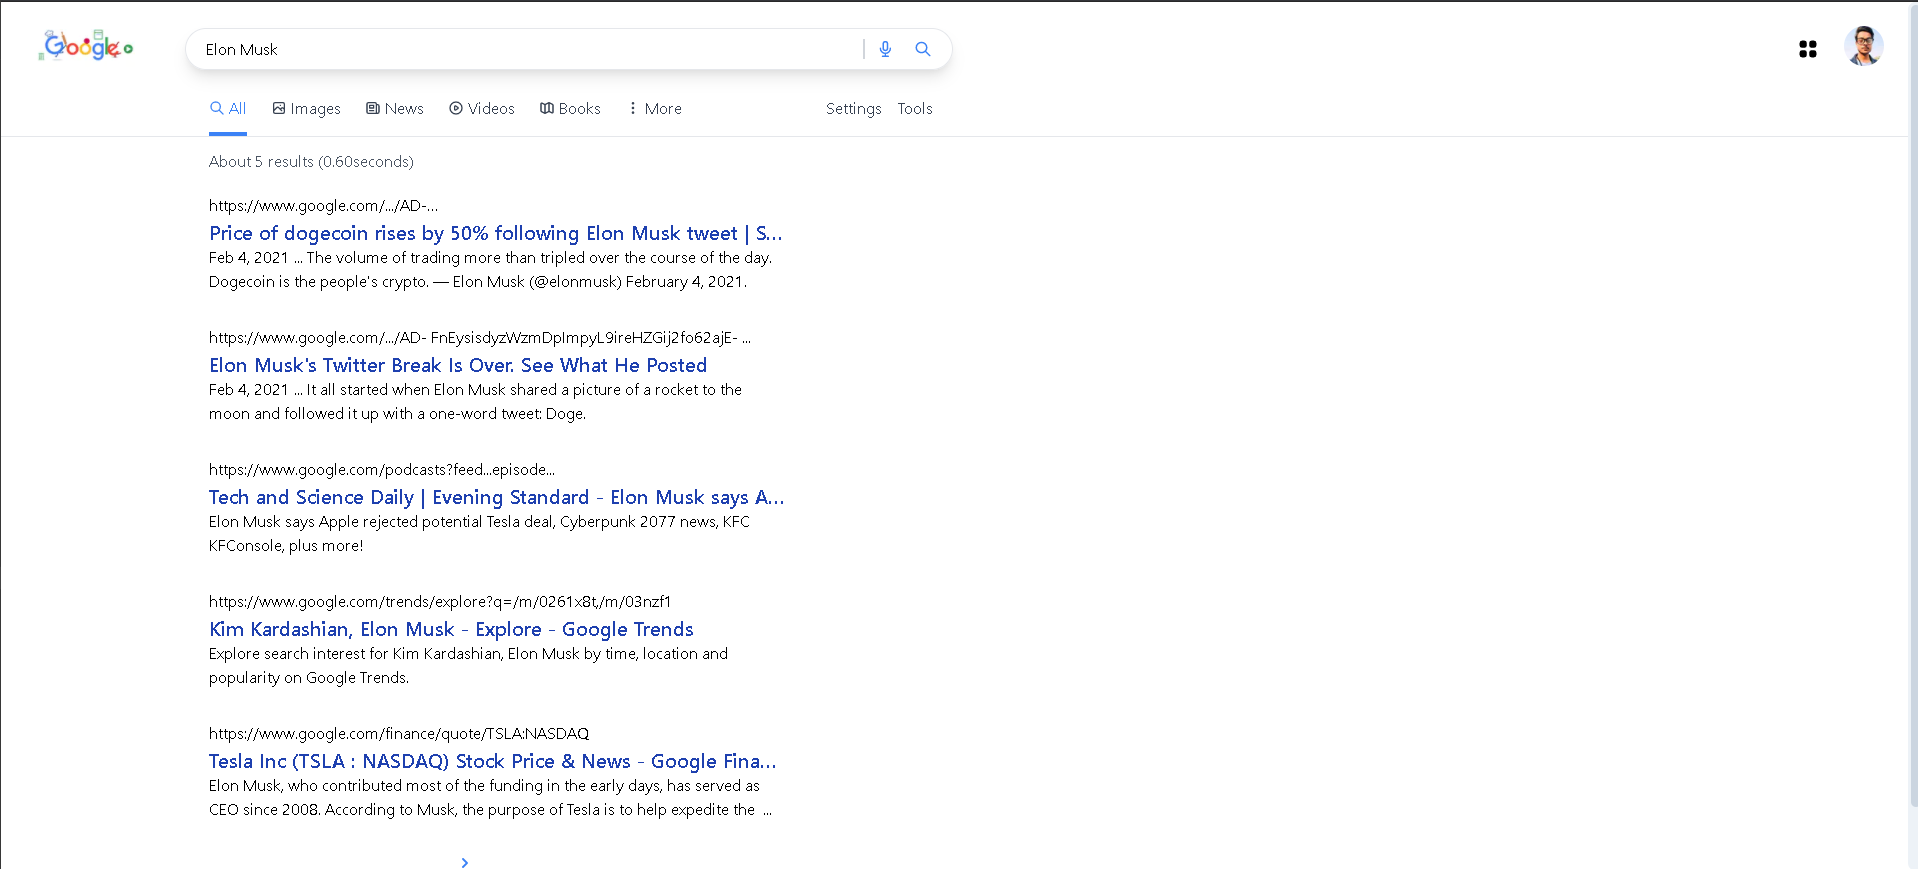 Google
Elon Musk
All Images News Videos Books More Settings Tools
About 5 results (0.60seconds)
https://www.google.com/.../AD-...
Price of dogecoin rises by 50% following Elon Musk tweet | S...
Feb 4, 2021 ... The volume of trading more than tripled over the course of the day.
Dogecoin is the people's crypto. — Elon Musk (@elonmusk) February 4, 2021.
https://www.google.com/.../AD- FnEysisdyzWzmDpImpyL9ireHZGij2fo62ajE- ...
Elon Musk's Twitter Break Is Over. See What He Posted
Feb 4, 2021 ... It all started when Elon Musk shared a picture of a rocket to the
moon and followed it up with a one-word tweet: Doge.
https://www.google.com/podcasts?feed...episode...
Tech and Science Daily | Evening Standard - Elon Musk says A...
Elon Musk says Apple rejected potential Tesla deal, Cyberpunk 2077 news, KFC
KFConsole, plus more!
https://www.google.com/trends/explore?q=/m/0261x8t,/m/03nzf1
Kim Kardashian, Elon Musk - Explore - Google Trends
Explore search interest for Kim Kardashian, Elon Musk by time, location and
popularity on Google Trends.
https://www.google.com/finance/quote/TSLA:NASDAQ
Tesla Inc (TSLA : NASDAQ) Stock Price & News - Google Fina...
Elon Musk, who contributed most of the funding in the early days, has served as
CEO since 2008. According to Musk, the purpose of Tesla is to help expedite the ...